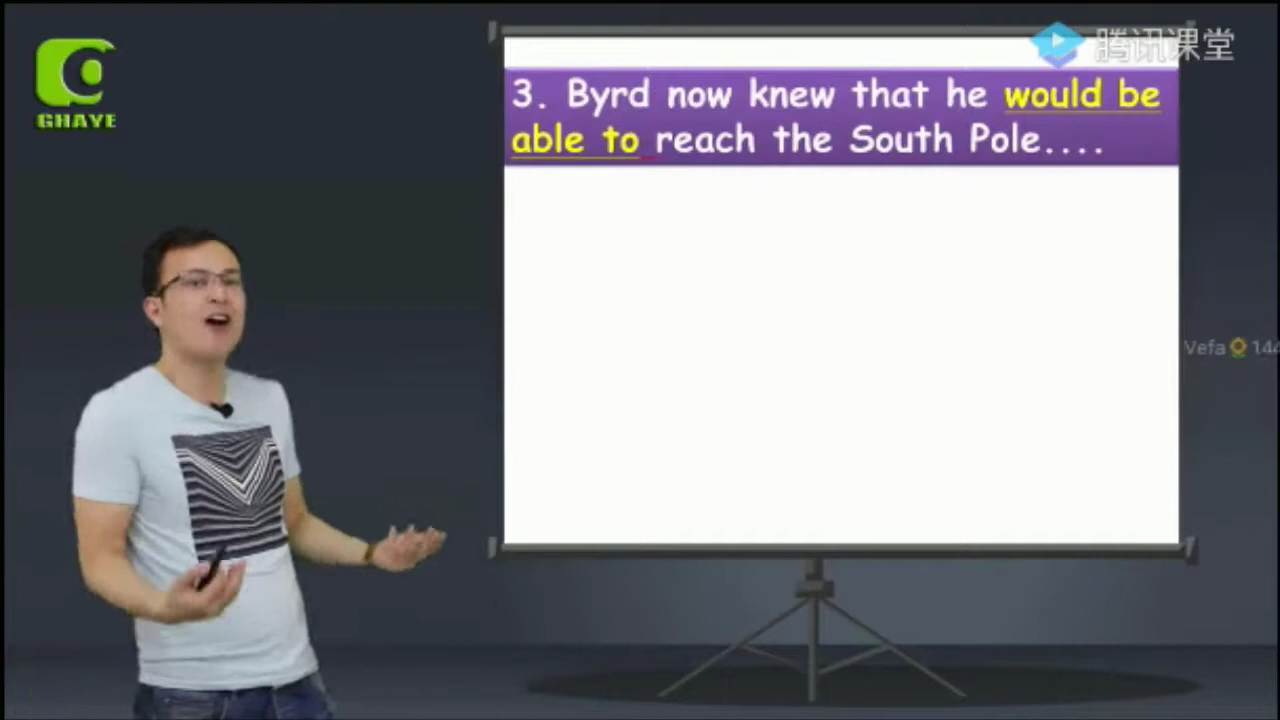 GHAYE
腾讯课堂
3. Byrd now knew that he would be
able to reach the South Pole....
Vefa 144